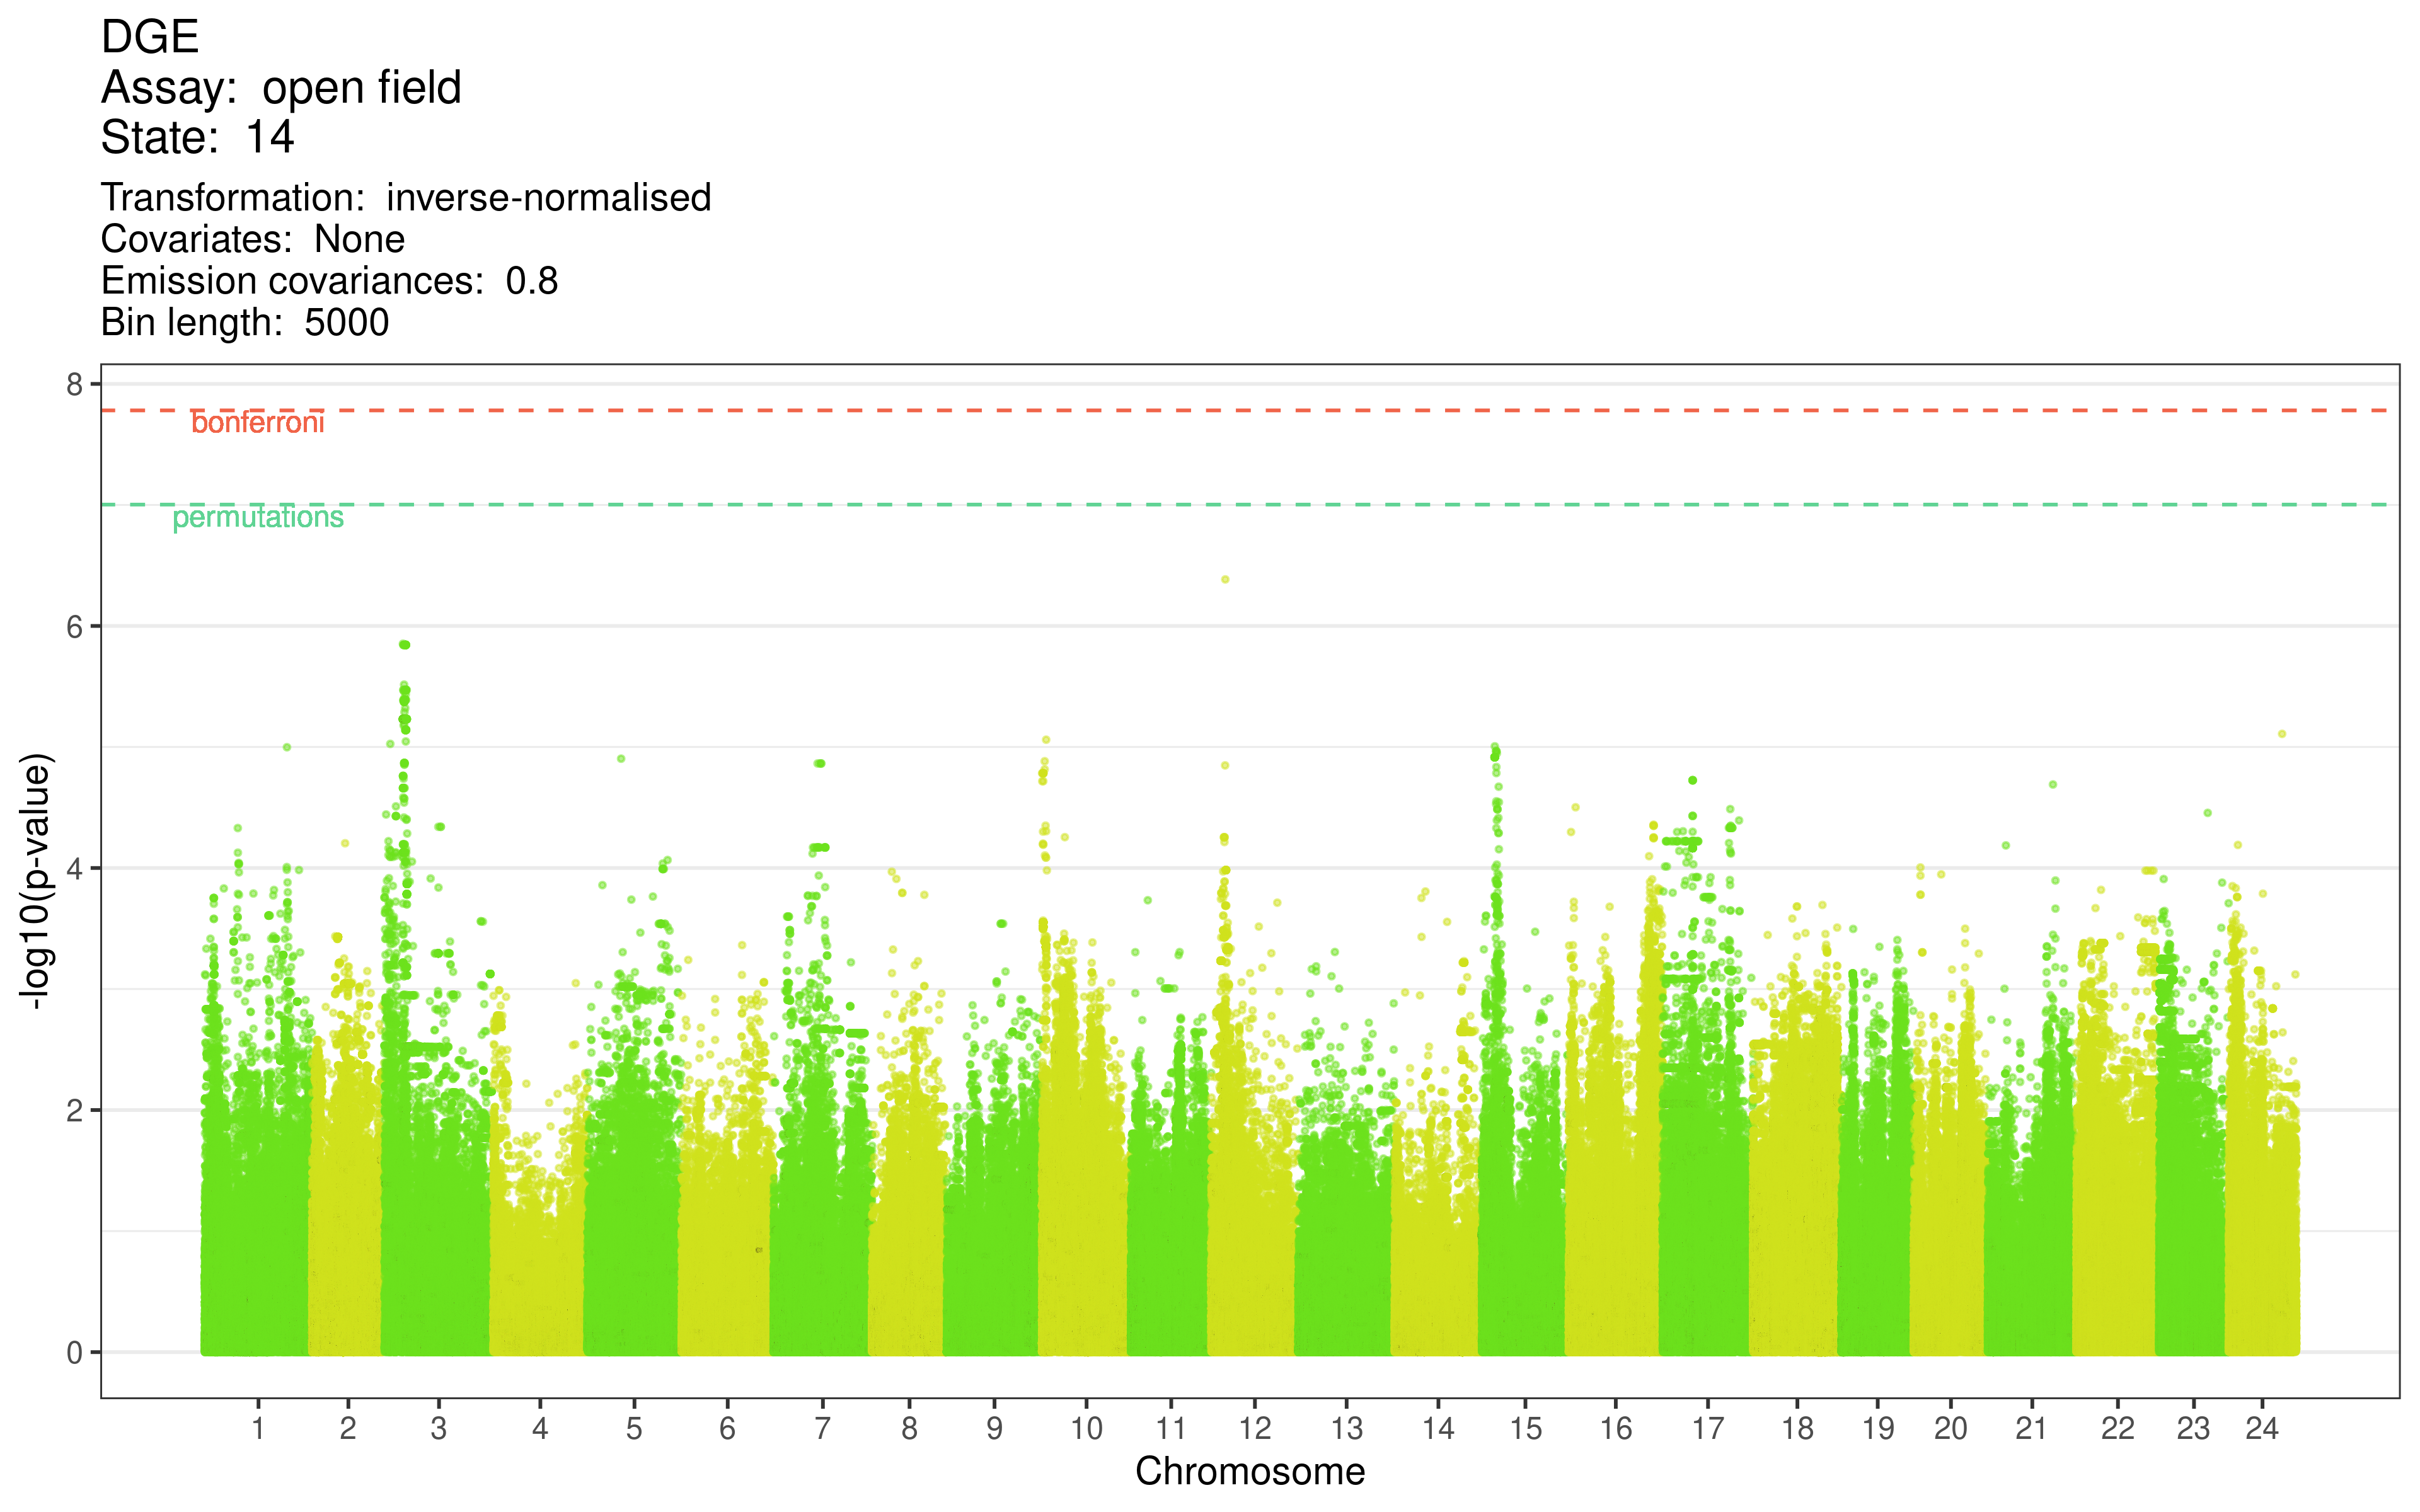 DGE
Assay:  open field
State:  14
Transformation:  inverse-normalised
Covariates:  None
Emission covariances:  0.8
Bin length:  5000
8
bonferroni
permutations
6
4
2
0
-log10(p-value)
1 2 3 4 5 6 7 8 9 10 11 12 13 14 15 16 17 18 19 20 21 22 23 24
Chromosome